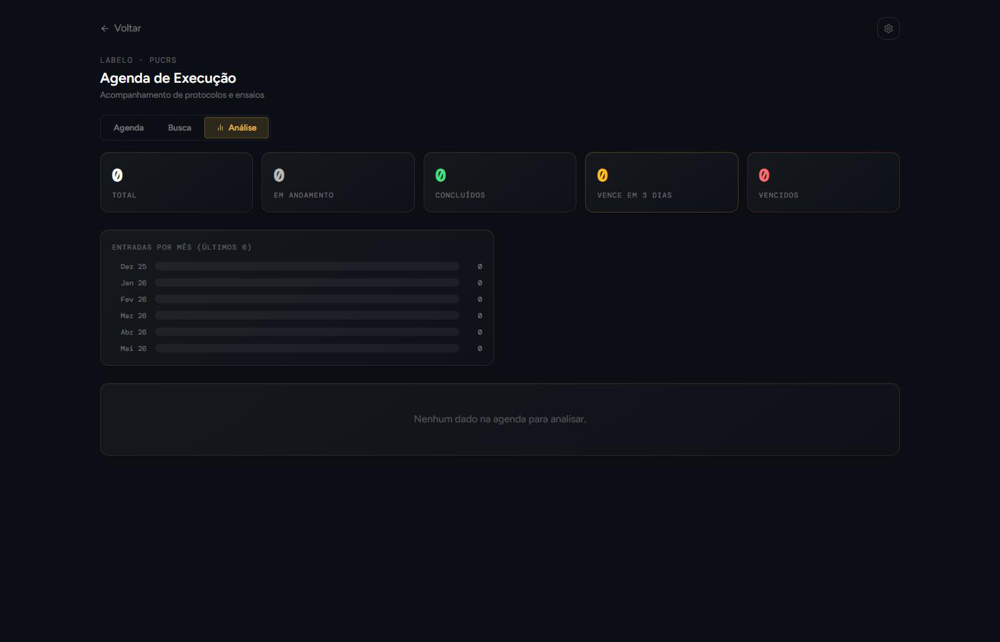 Voltar
LABELO · PUCRS
Agenda de Execução
Acompanhamento de protocolos e ensaios
Agenda Busca Análise
0 0 0 0 0
TOTAL EM ANDAMENTO CONCLUÍDOS VENCE EM 3 DIAS VENCIDOS
ENTRADAS POR MÊS (ÚLTIMOS 6)
Dez 25 0
Jan 26 0
Fev 26 0
Mar 26 0
Abr 26 0
Mai 26 0
Nenhum dado na agenda para analisar.